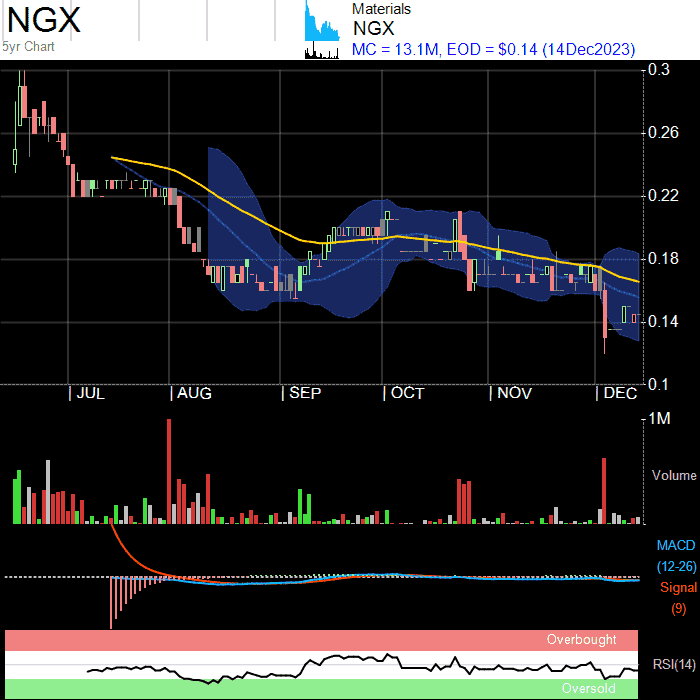 NGX
5yr Chart
Materials
NGX
MC = 13.1M, EOD = $0.14 (14Dec2023)
0.3
0.26
0.22
0.18
0.14
0.1
JUL
AUG
SEP
OCT
NOV
DEC
1M
Volume
MACD
(12-26)
Signal
(9)
Overbought
RSI(14)
Oversold